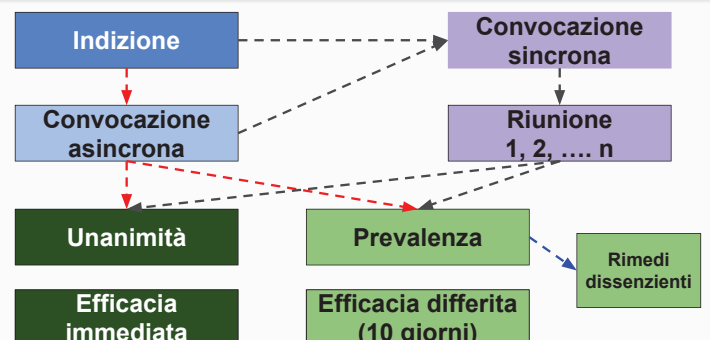 Indizione
Convocazione
sincrona
Convocazione
asincrona
Riunione
1, 2, …. n
Unanimità
Prevalenza
Rimedi
dissenzienti
Efficacia
immediata
Efficacia differita
(10 giorni)